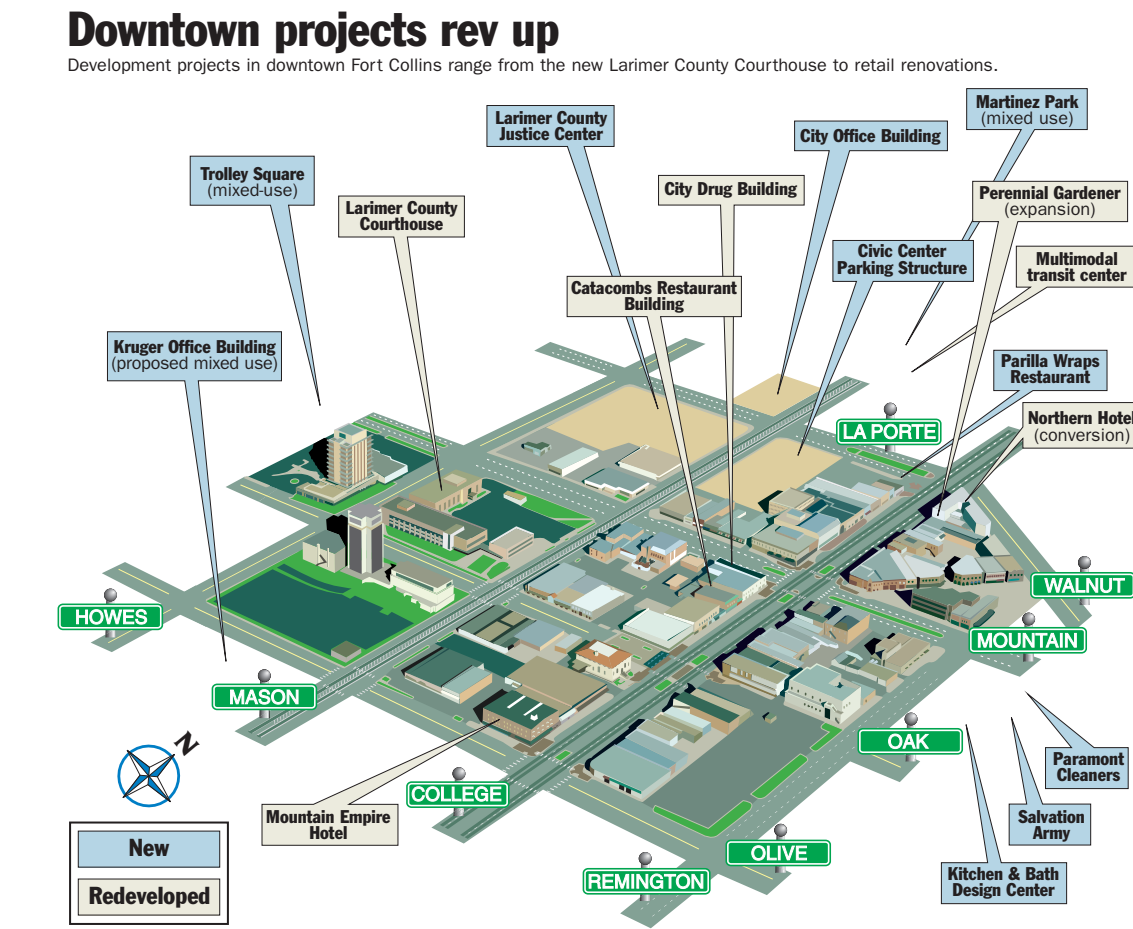 Downtown projects rev up
Development projects in downtown Fort Collins range from the new Larimer County Courthouse to retail renovations.
Martinez Park
(mixed use)
Larimer County
Justice Center
City Office Building
Trolley Square
(mixed-use)
City Drug Building
Perennial Gardener
(expansion)
Larimer County
Courthouse
Civic Center
Parking Structure
Multimodal
transit center
Catacombs Restaurant
Building
Kruger Office Building
(proposed mixed use)
Parilla Wraps
Restaurant
Northern Hotel
(conversion)
LA PORTE
WALNUT
HOWES
MOUNTAIN
MASON
OAK
N
Paramont
Cleaners
COLLEGE
Mountain Empire
Hotel
Salvation
Army
New
OLIVE
Kitchen & Bath
Design Center
REMINGTON
Redeveloped